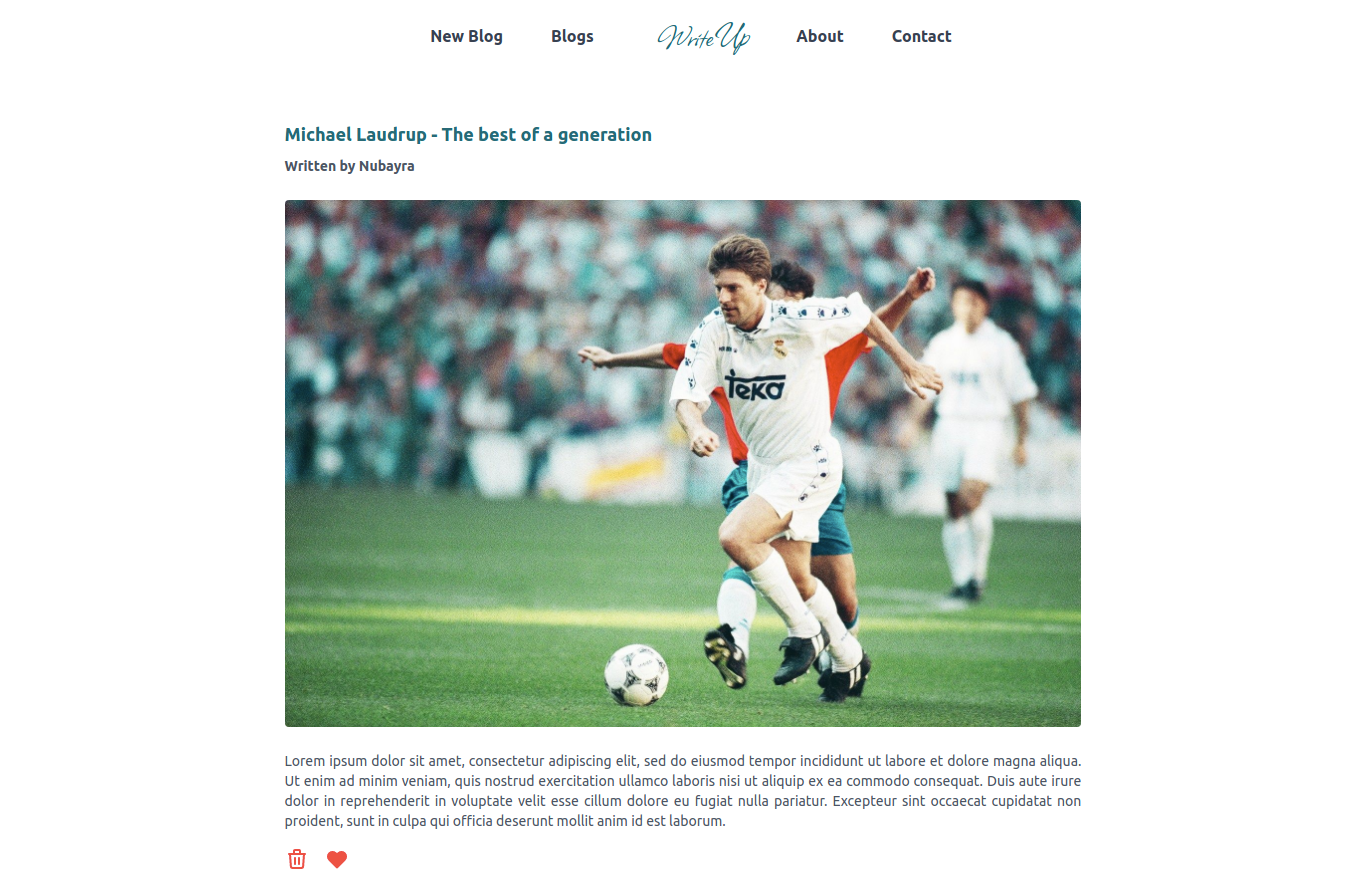 New Blog Blogs WriteUp About Contact
Michael Laudrup - The best of a generation
Written by Nubayra
Teka
Lorem ipsum dolor sit amet, consectetur adipiscing elit, sed do eiusmod tempor incididunt ut labore et dolore magna aliqua.
Ut enim ad minim veniam, quis nostrud exercitation ullamco laboris nisi ut aliquip ex ea commodo consequat. Duis aute irure
dolor in reprehenderit in voluptate velit esse cillum dolore eu fugiat nulla pariatur. Excepteur sint occaecat cupidatat non
proident, sunt in culpa qui officia deserunt mollit anim id est laborum.